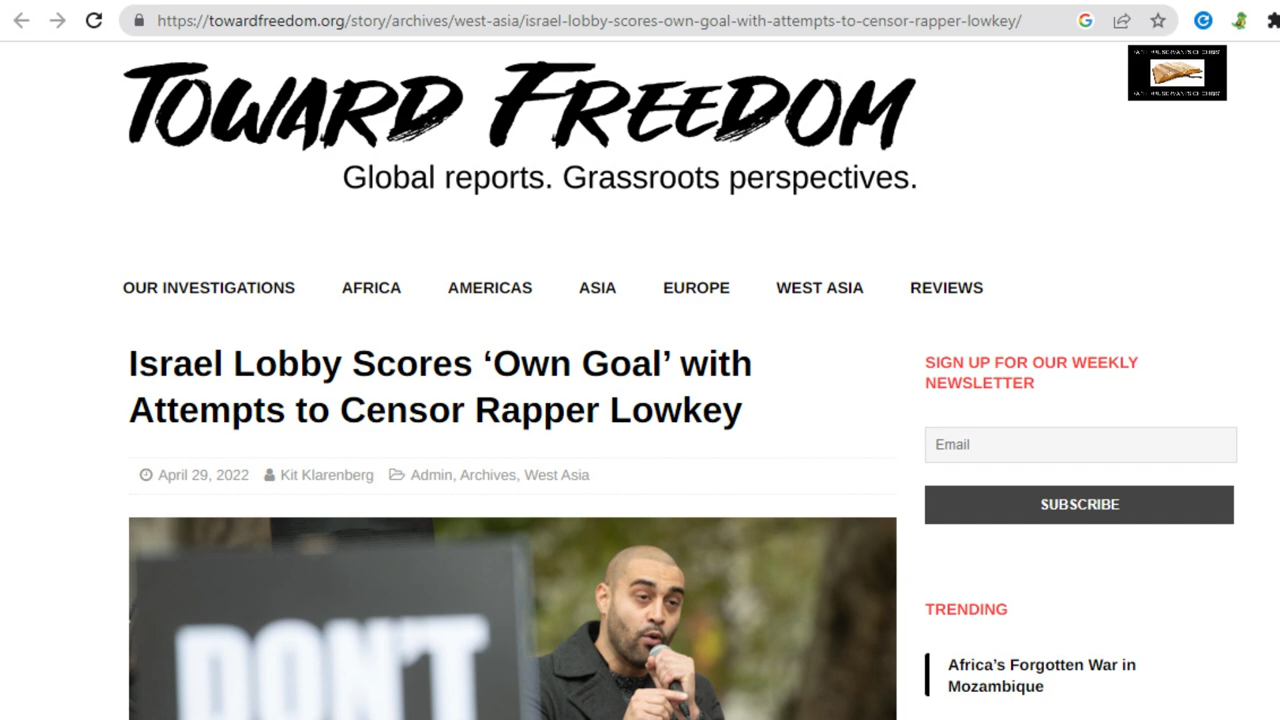 https://towardfreedom.org/story/archives/west-asia/israel-lobby-scores-own-goal-with-attempts-to-censor-rapper-lowkey/
TOWARD FREEDOM
Global reports. Grassroots perspectives.
OUR INVESTIGATIONS AFRICA AMERICAS ASIA EUROPE WEST ASIA REVIEWS
Israel Lobby Scores ‘Own Goal’ with
Attempts to Censor Rapper Lowkey
April 29, 2022 Kit Klarenberg Admin, Archives, West Asia
DON'T
SIGN UP FOR OUR WEEKLY
NEWSLETTER
Email
SUBSCRIBE
TRENDING
Africa’s Forgotten War in
Mozambique